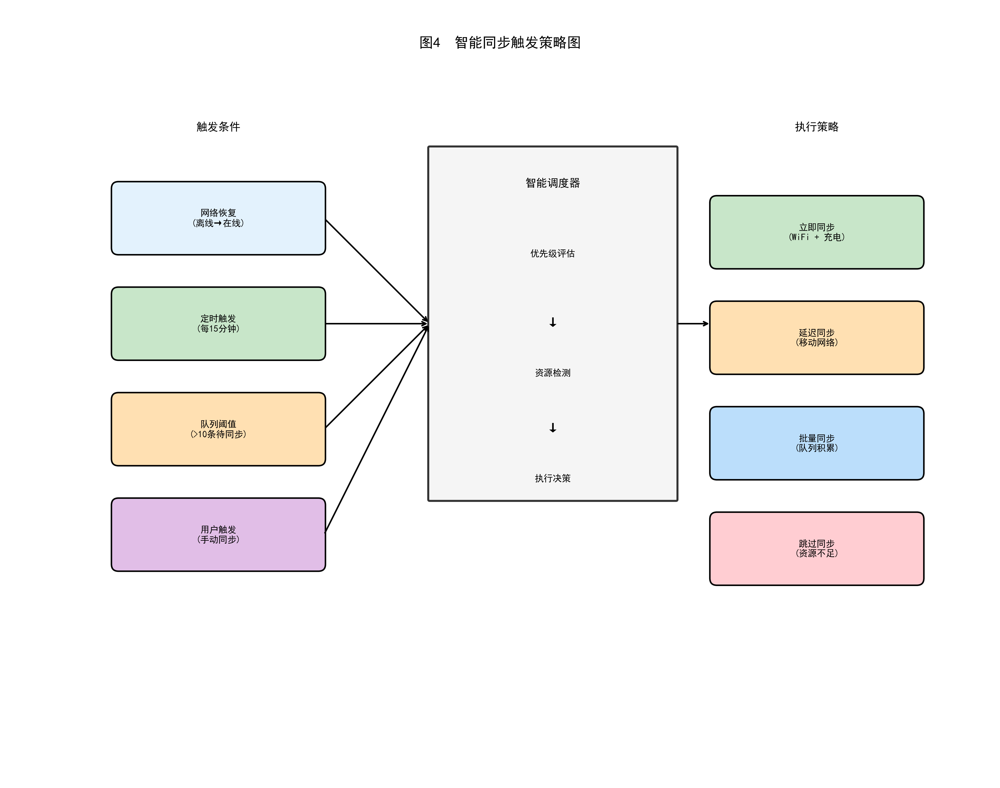 图4  智能同步触发策略图
触发条件
网络恢复
（离线→在线）
定时触发
（每15分钟）
队列阈值
（>10条待同步）
用户触发
（手动同步）
智能调度器
优先级评估
↓
资源检测
↓
执行决策
执行策略
立即同步
（WiFi + 充电）
延迟同步
（移动网络）
批量同步
（队列积累）
跳过同步
（资源不足）